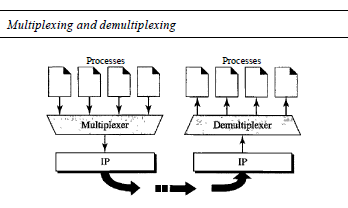 Multiplexing and demultiplexing
Processes Processes
Multiplexer Demultiplexer
IP IP